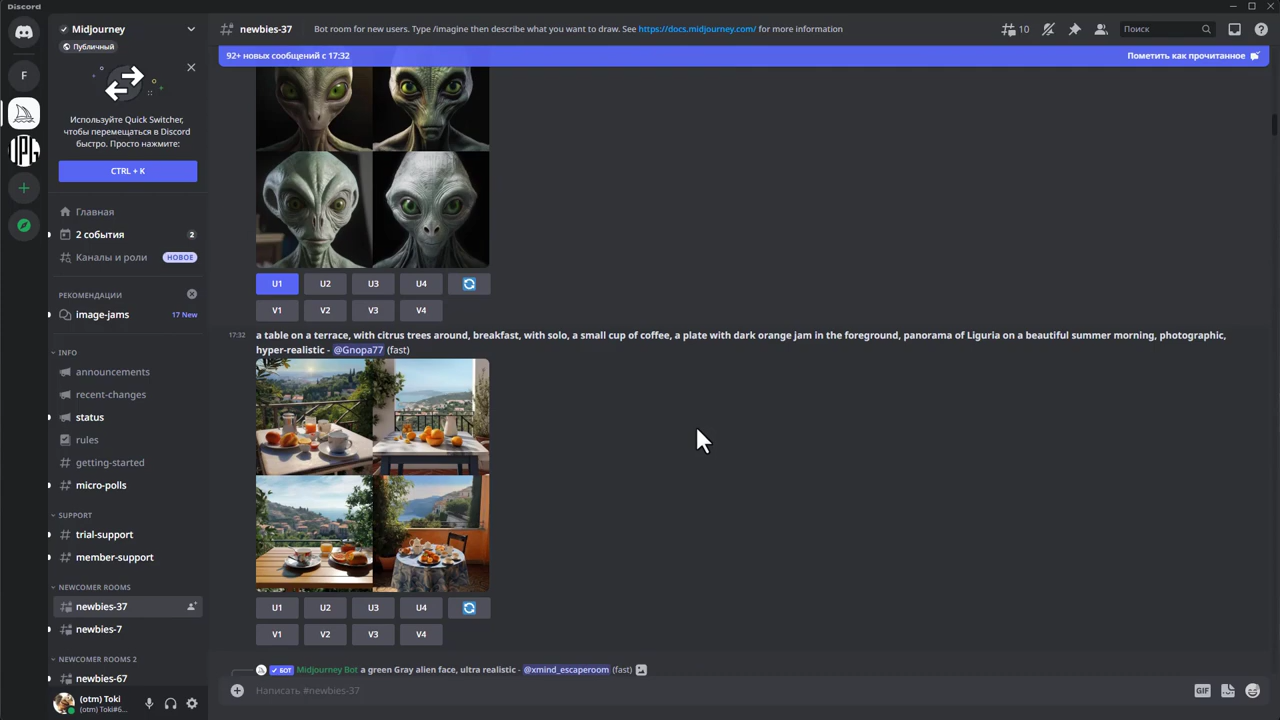 Discord
Midjourney
Публичный
Используйте Quick Switcher,
чтобы перемещаться в Discord
быстро. Просто нажмите:
CTRL + K
Главная
2 события 2
Каналы и роли НОВОЕ
РЕКОМЕНДАЦИИ
image-jams 17 New
INFO
announcements
recent-changes
status
rules
getting-started
micro-polls
SUPPORT
trial-support
member-support
NEWCOMER ROOMS
newbies-37
newbies-7
NEWCOMER ROOMS 2
newbies-67
(otm) Toki
(otm) Toki#6...
F
newbies-37 Bot room for new users. Type /imagine then describe what you want to draw. See https://docs.midjourney.com/ for more information 10 Поиск
92+ новых сообщений с 17:32 Пометить как прочитанное
U1 U2 U3 U4
V1 V2 V3 V4
17:32 a table on a terrace, with citrus trees around, breakfast, with solo, a small cup of coffee, a plate with dark orange jam in the foreground, panorama of Liguria on a beautiful summer morning, photographic,
hyper-realistic - @Gnopa77 (fast)
U1 U2 U3 U4
V1 V2 V3 V4
БОТ Midjourney Bot a green Gray alien face, ultra realistic - @xmind_escaperoom (fast)
Написать #newbies-37 GIF